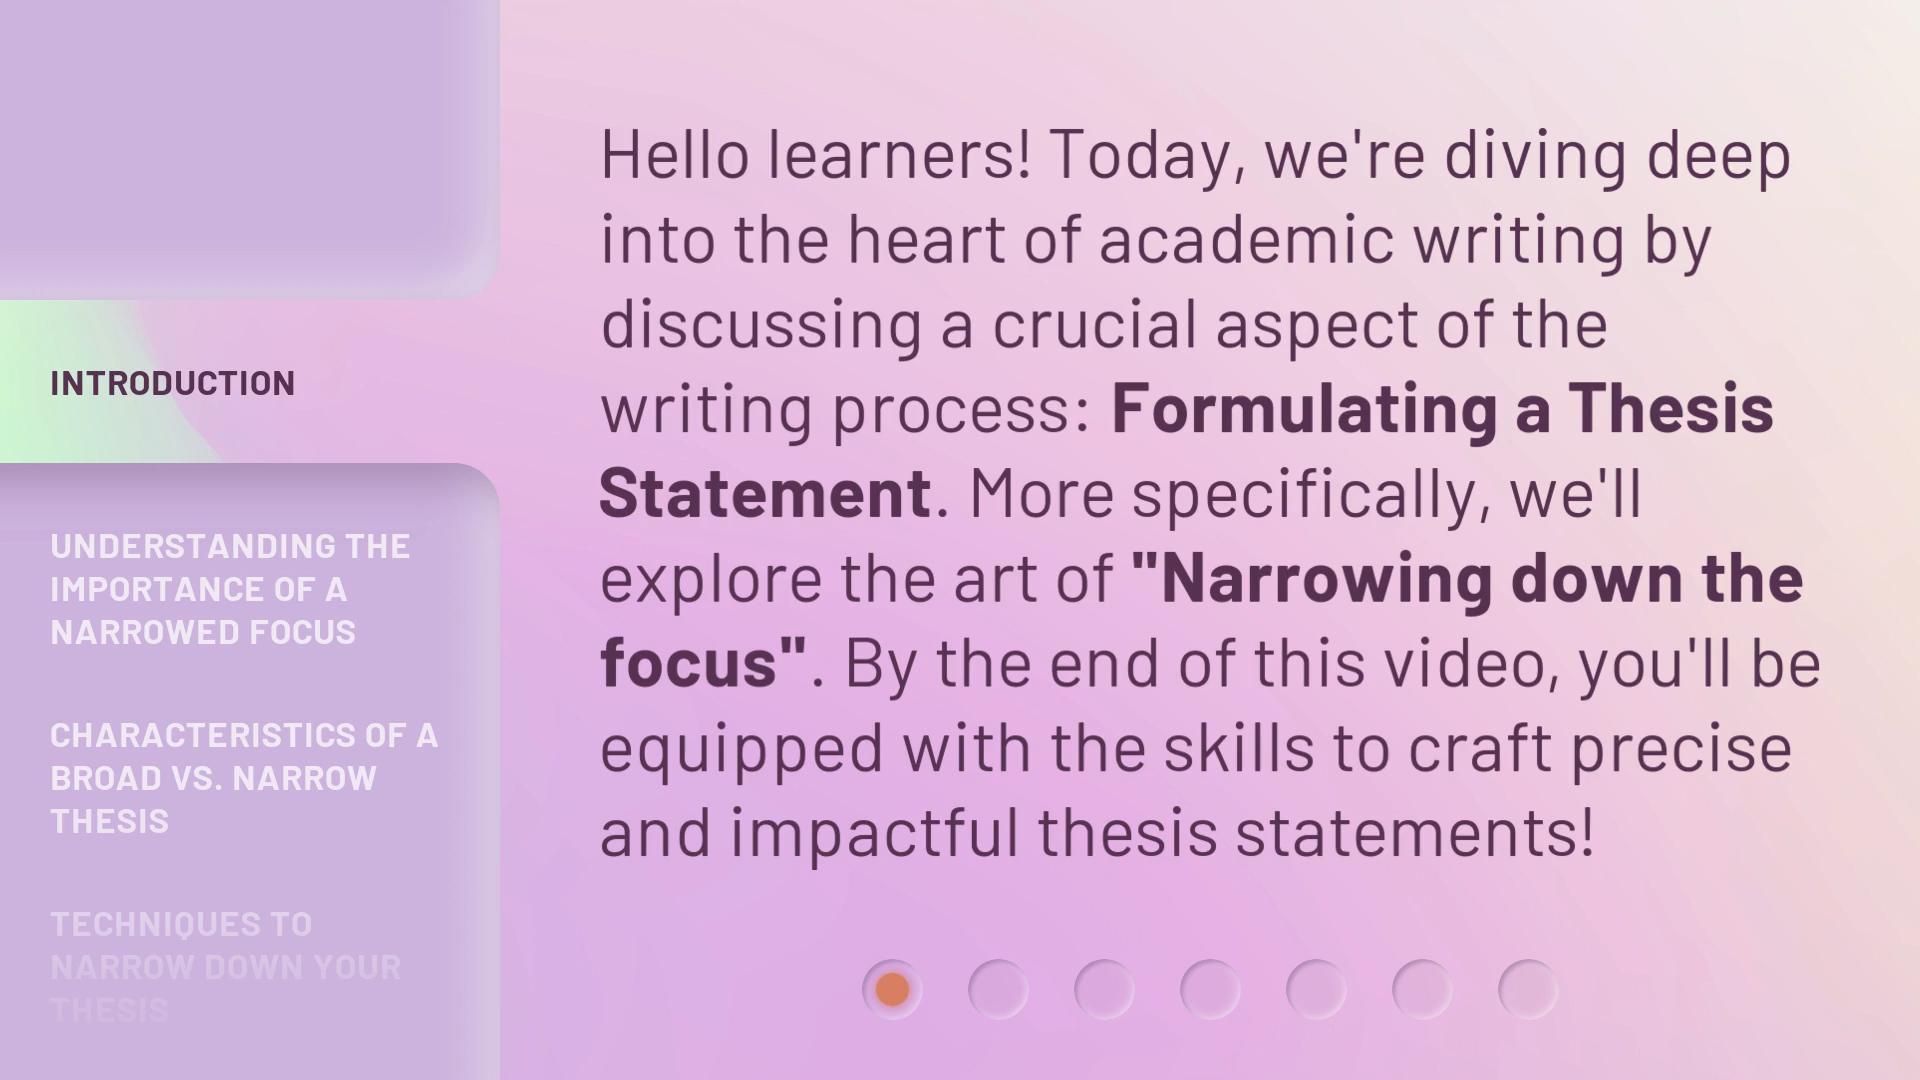 INTRODUCTION
UNDERSTANDING THE
IMPORTANCE OF A
NARROWED FOCUS
CHARACTERISTICS OF A
BROAD VS. NARROW
THESIS
TECHNIQUES TO
NARROW DOWN YOUR
THESIS
Hello learners! Today, we're diving deep
into the heart of academic writing by
discussing a crucial aspect of the
writing process: Formulating a Thesis
Statement. More specifically, we'll
explore the art of "Narrowing down the
focus". By the end of this video, you'll be
equipped with the skills to craft precise
and impactful thesis statements!